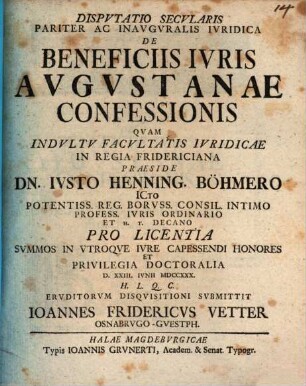 14
DISPVTATIO SECVLARIS
PARITER AC INAVGVRALIS IVRIDICA
DE
BENEFICIIS IVRIS
AVGVSTANAE
CONFESSIONIS
QVAM
INDVLTV FACVLTATIS IVRIDICAE
IN REGIA FRIDERICIANA
PRAESIDE
DN. IVSTO HENNING. BÖHMERO
ICTO
POTENTISS. REG. BORVSS. CONSIL. INTIMO
PROFESS. IVRIS ORDINARIO
ET n. t. DECANO
PRO LICENTIA
SVMMOS IN VTROQVE IVRE CAPESSENDI HONORES
ET
PRIVILEGIA DOCTORALIA
D. XXIII. IVNII MDCCXXX.
H. L. Q. C.
ERVDITORVM DISQVISITIONI SVBMITTIT
IOANNES FRIDERICVS VETTER
OSNABRVGO-GVESTPH.
HALAE MAGDEBVRGICAE
Typis IOANNIS GRVNERTI, Academ. & Senat. Typogr.